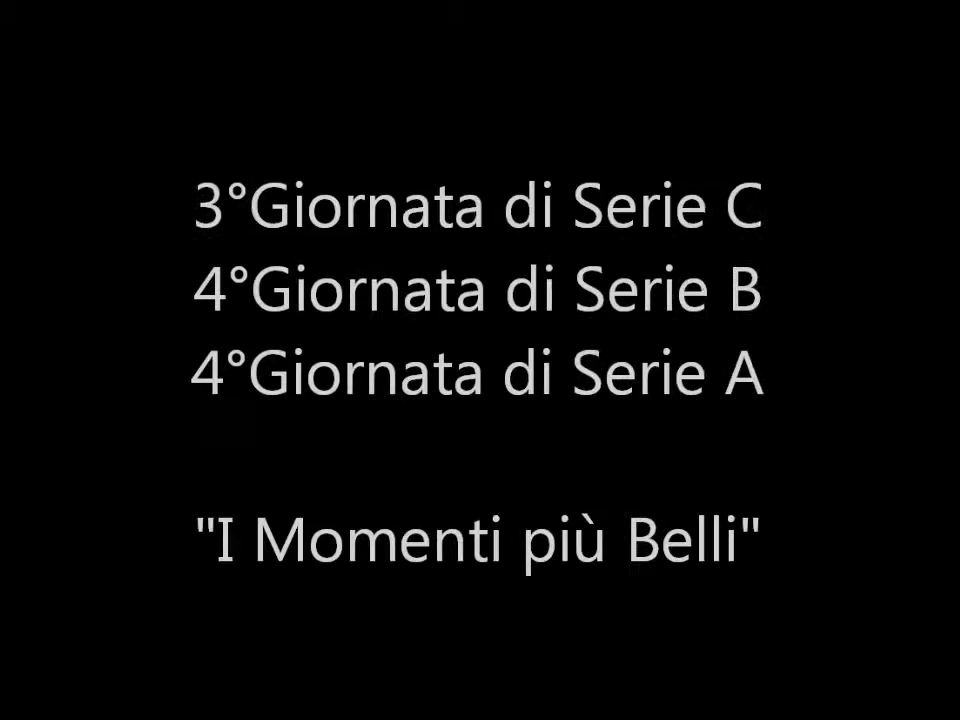 3°Giornata di Serie C
4°Giornata di Serie B
4°Giornata di Serie A
"I Momenti più Belli"